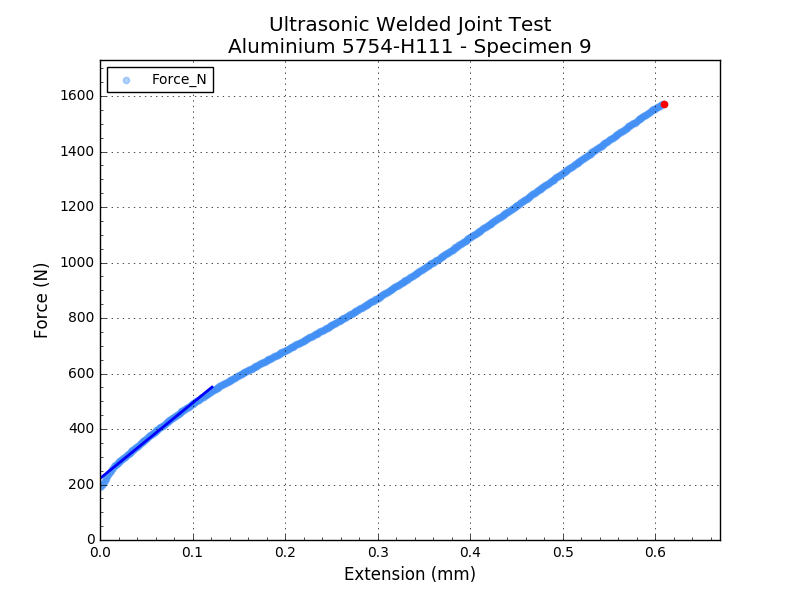 Ultrasonic Welded Joint Test
Aluminium 5754-H111 - Specimen 9
Force_N
1600
1400
1200
1000
800
600
400
200
0
0.0 0.1 0.2 0.3 0.4 0.5 0.6
Force (N)
Extension (mm)